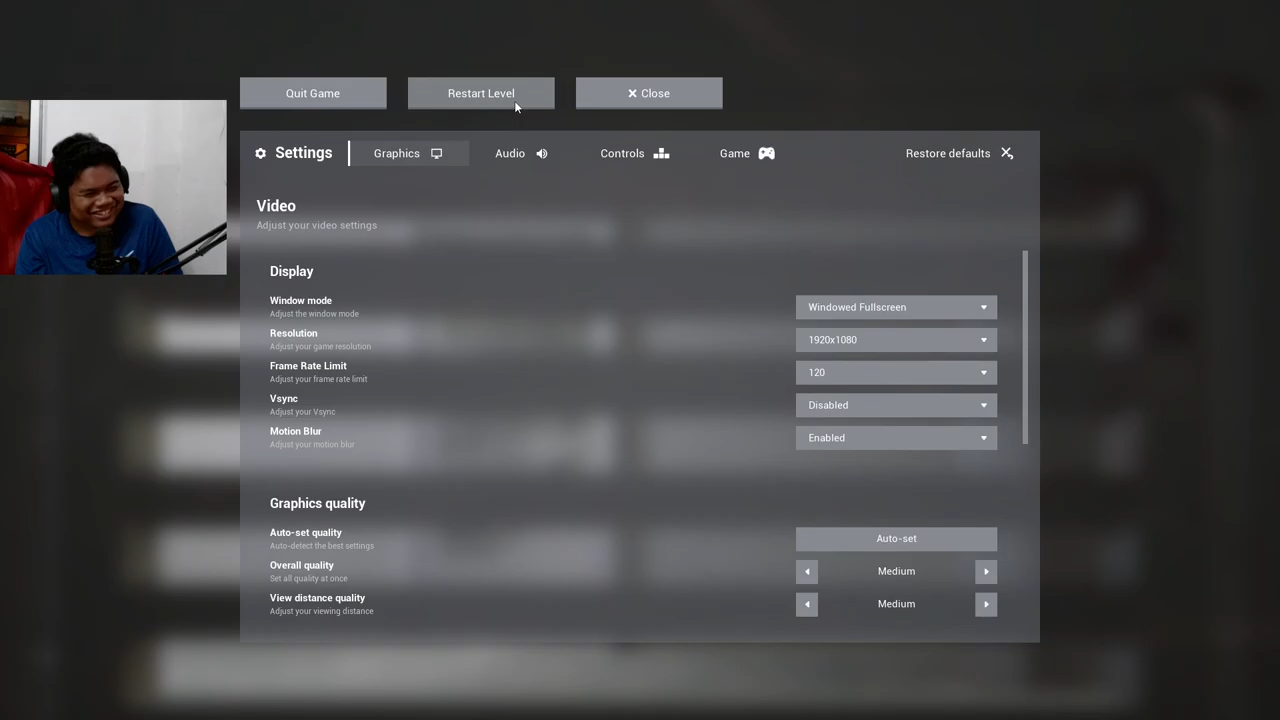 Quit Game
Restart Level
Close
Settings
Graphics
Audio
Controls
Game
Restore defaults
Video
Adjust your video settings
Display
Window mode
Adjust the window mode
Windowed Fullscreen
Resolution
Adjust your game resolution
1920x1080
Frame Rate Limit
Adjust your frame rate limit
120
Vsync
Adjust your Vsync
Disabled
Motion Blur
Adjust your motion blur
Enabled
Graphics quality
Auto-set quality
Auto-detect the best settings
Auto-set
Overall quality
Set all quality at once
Medium
View distance quality
Adjust your viewing distance
Medium